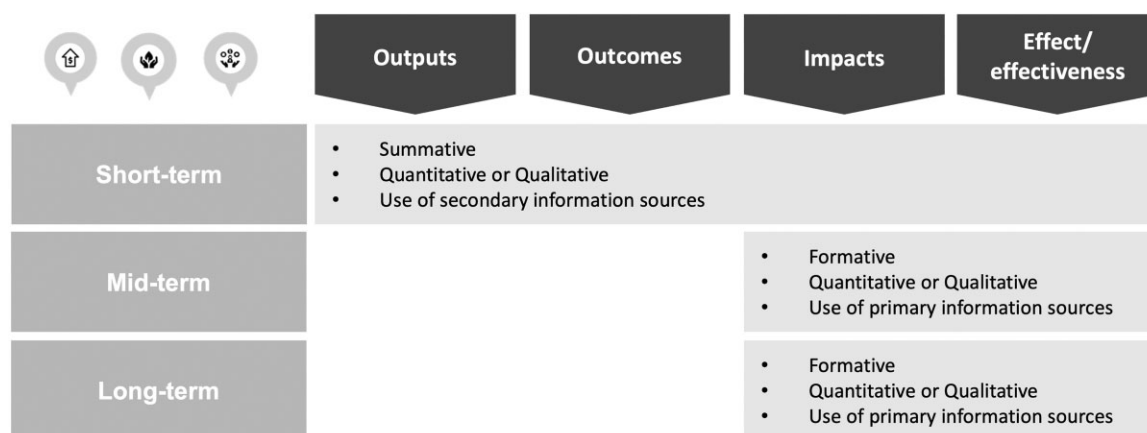 Outputs
Outcomes
Impacts
Effect/
effectiveness
Short-term
• Summative
• Quantitative or Qualitative
• Use of secondary information sources
Mid-term
• Formative
• Quantitative or Qualitative
• Use of primary information sources
Long-term
• Formative
• Quantitative or Qualitative
• Use of primary information sources